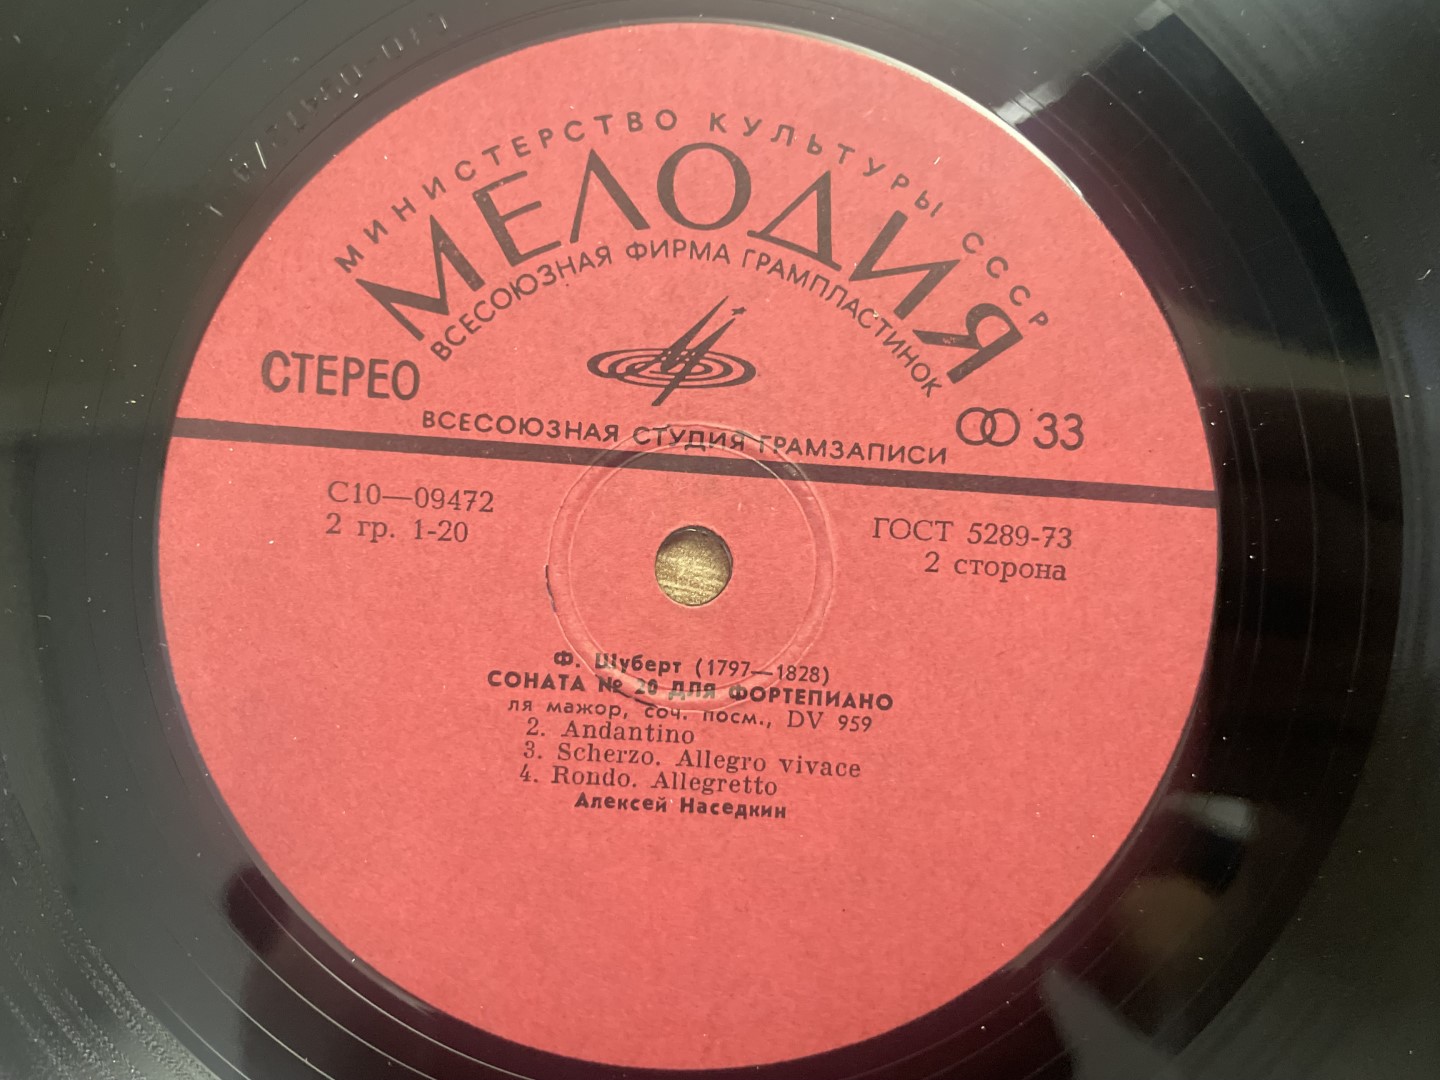 МИНИСТЕРСТВО КУЛЬТУРЫ СССР
МЕЛОДИЯ
ВСЕСОЮЗНАЯ ФИРМА ГРАМПЛАСТИНОК
СТЕРЕО
33
ВСЕСОЮЗНАЯ СТУДИЯ ГРАМЗАПИСИ
С10—09472
2 гр. 1-20
ГОСТ 5289-73
2 сторона
Ф. Шуберт (1797—1828)
СОНАТА № 20 ДЛЯ ФОРТЕПИАНО
ля мажор, соч. посм., DV 959
2. Andantino
3. Scherzo. Allegro vivace
4. Rondo. Allegretto
Алексей Наседкин